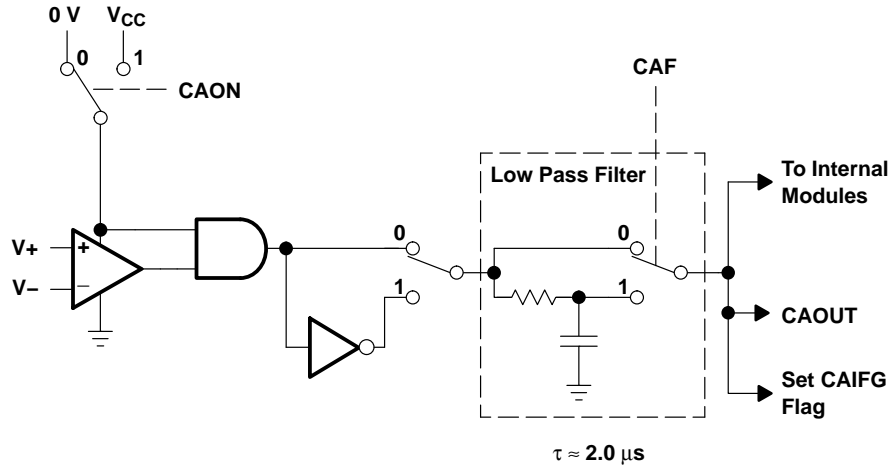 0 V
VCC
0
1
CAON
CAF
Low Pass Filter
To Internal
Modules
V+
+
V−
−
0
1
0
1
CAOUT
Set CAIFG
Flag
τ ≈ 2.0 μs